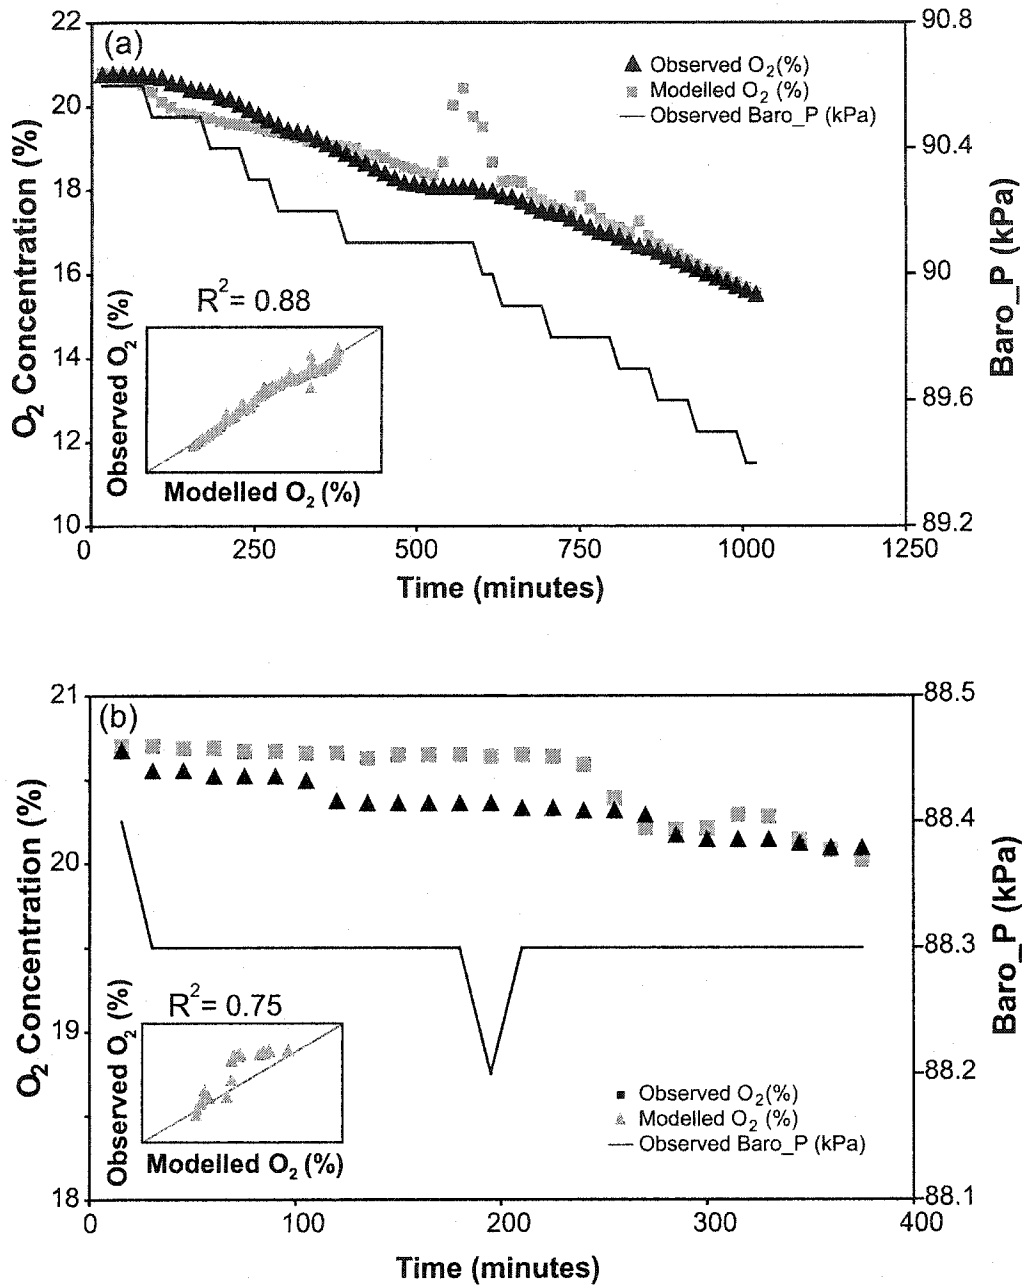 (a)
22
20
18
16
14
12
10
O2 Concentration (%)
90.8
90.4
90
89.6
89.2
Baro_P (kPa)
Observed O2(%)
Modelled O2 (%)
Observed Baro_P (kPa)
R2= 0.88
Observed O2 (%)
Modelled O2 (%)
0 250 500 750 1000 1250
Time (minutes)
(b)
21
20
19
18
O2 Concentration (%)
88.5
88.4
88.3
88.2
88.1
Baro_P (kPa)
R2= 0.75
Observed O2 (%)
Modelled O2 (%)
Observed O2(%)
Modelled O2 (%)
Observed Baro_P (kPa)
0 100 200 300 400
Time (minutes)